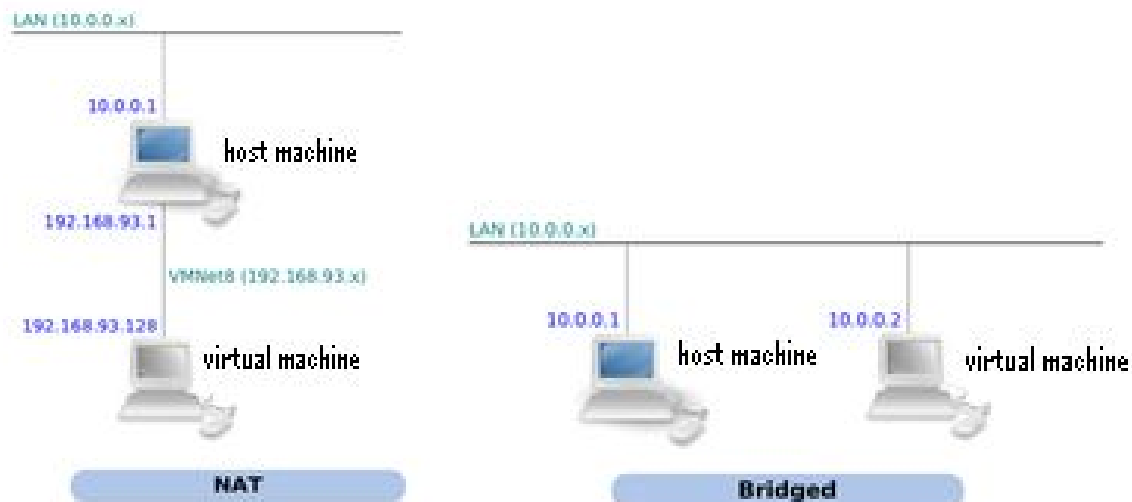 LAN (10.0.0.x)
10.0.0.1
host machine
192.168.93.1
VMNet8 (192.168.93.x)
192.168.93.128
virtual machine
NAT
LAN (10.0.0.x)
10.0.0.1
host machine
10.0.0.2
virtual machine
Bridged